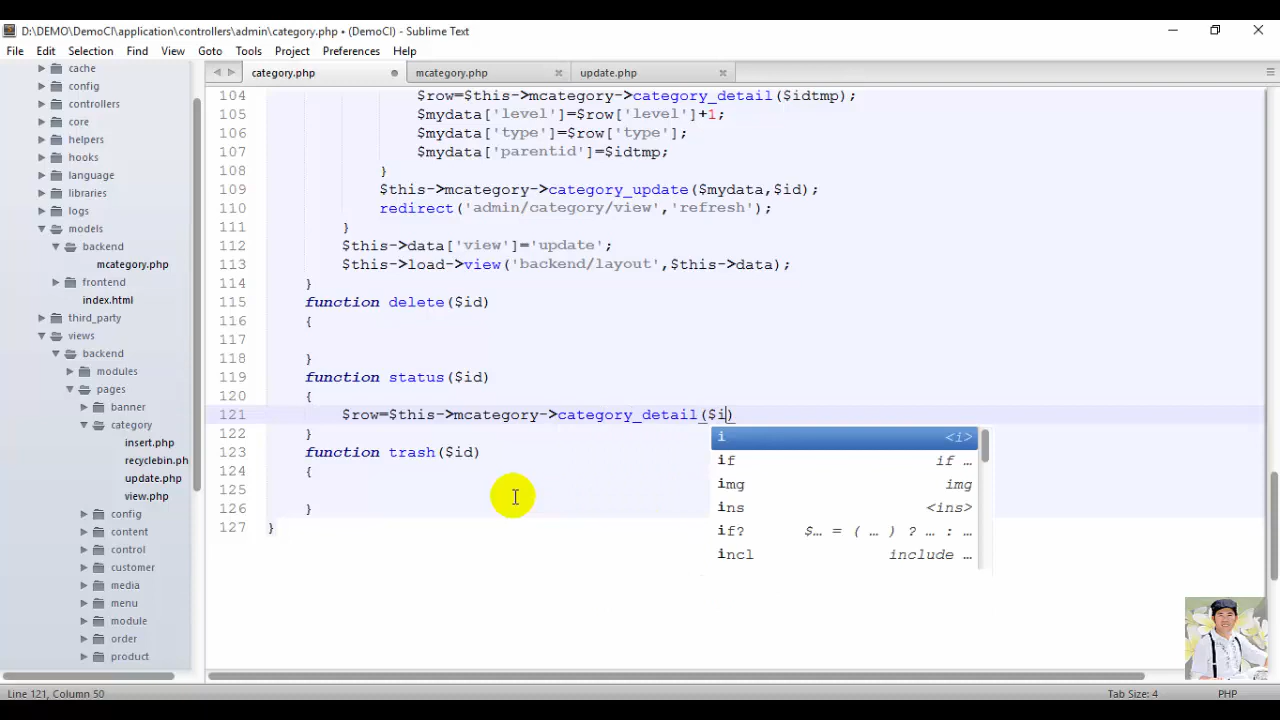 D:\DEMO\DemoCI\application\controllers\admin\category.php • (DemoCI) - Sublime Text
File Edit Selection Find View Goto Tools Project Preferences Help
category.php mcategory.php update.php
cache
config
controllers
core
helpers
hooks
language
libraries
logs
models
backend
mcategory.php
frontend
index.html
third_party
views
backend
modules
pages
banner
category
insert.php
recyclebin.ph
update.php
view.php
config
content
control
customer
media
menu
module
order
product
104 $row=$this->mcategory->category_detail($idtmp);
105 $mydata['level']=$row['level']+1;
106 $mydata['type']=$row['type'];
107 $mydata['parentid']=$idtmp;
108 }
109 $this->mcategory->category_update($mydata,$id);
110 redirect('admin/category/view','refresh');
111 }
112 $this->data['view']='update';
113 $this->load->view('backend/layout',$this->data);
114 }
115 function delete($id)
116 {
117
118 }
119 function status($id)
120 {
121 $row=$this->mcategory->category_detail($i)
122 }
123 function trash($id)
124 {
125
126 }
127 }
i <i>
if if …
img img
ins <ins>
if? $… = ( … ) ? … : …
incl include …
Line 121, Column 50 Tab Size: 4 PHP